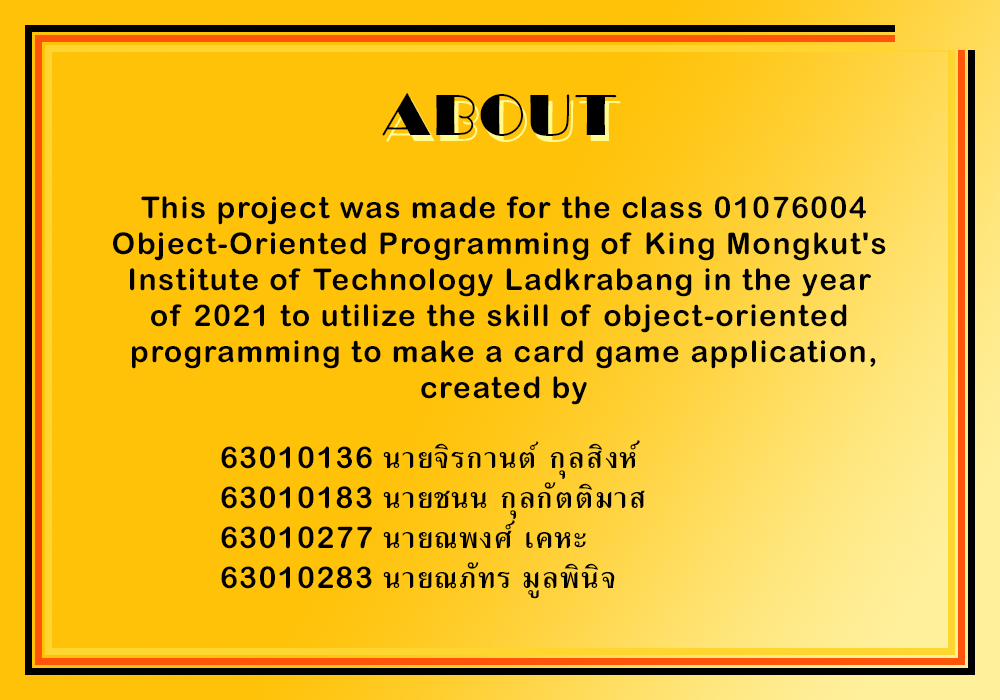 ABOUT
This project was made for the class 01076004
Object-Oriented Programming of King Mongkut's
Institute of Technology Ladkrabang in the year
of 2021 to utilize the skill of object-oriented
programming to make a card game application,
created by
63010136 นายจิรกานต์ กุลสิงห์
63010183 นายชนน กุลกัตติมาส
63010277 นายณพงศ์ เคหะ
63010283 นายณภัทร มูลพินิจ